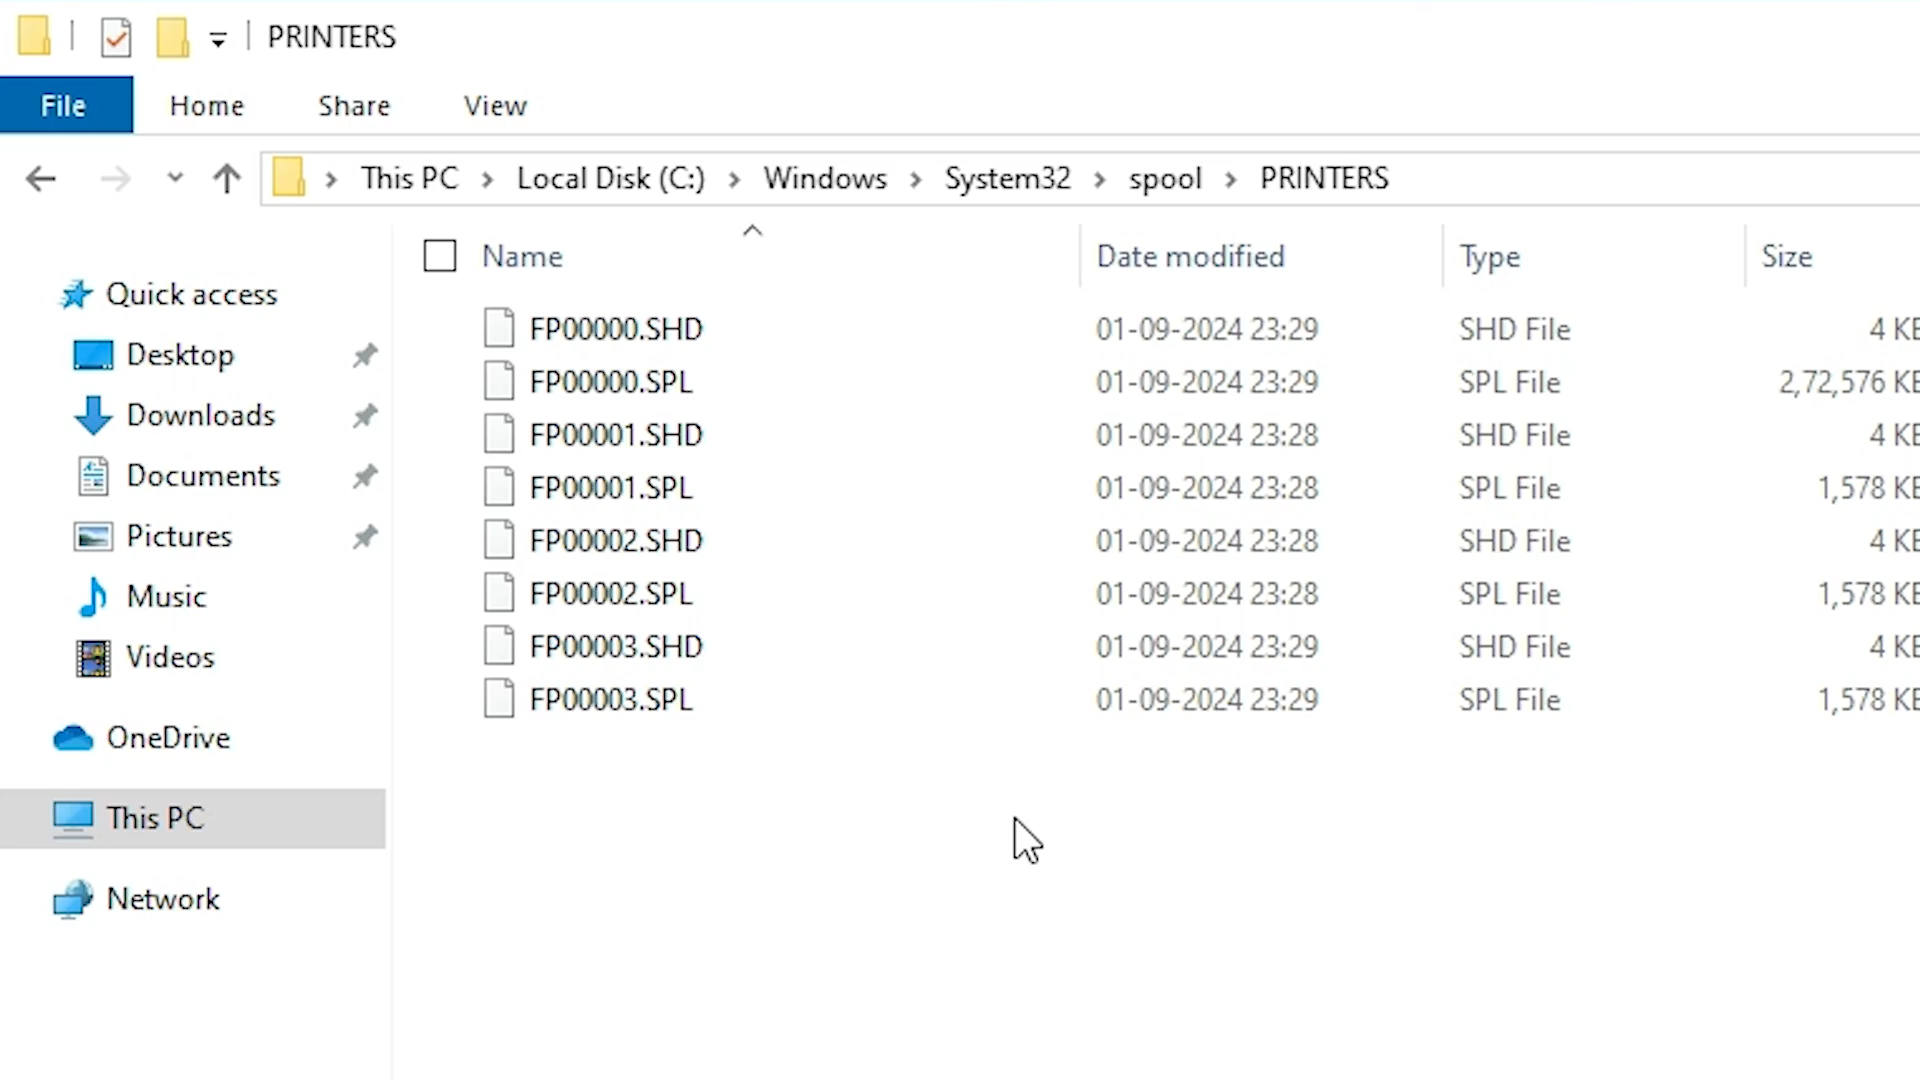 PRINTERS
File Home Share View
This PC Local Disk (C:) Windows System32 spool PRINTERS
Name Date modified Type Size
Quick access
Desktop
Downloads
Documents
Pictures
Music
Videos
OneDrive
This PC
Network
FP00000.SHD 01-09-2024 23:29 SHD File 4 KB
FP00000.SPL 01-09-2024 23:29 SPL File 2,72,576 KB
FP00001.SHD 01-09-2024 23:28 SHD File 4 KB
FP00001.SPL 01-09-2024 23:28 SPL File 1,578 KB
FP00002.SHD 01-09-2024 23:28 SHD File 4 KB
FP00002.SPL 01-09-2024 23:28 SPL File 1,578 KB
FP00003.SHD 01-09-2024 23:29 SHD File 4 KB
FP00003.SPL 01-09-2024 23:29 SPL File 1,578 KB